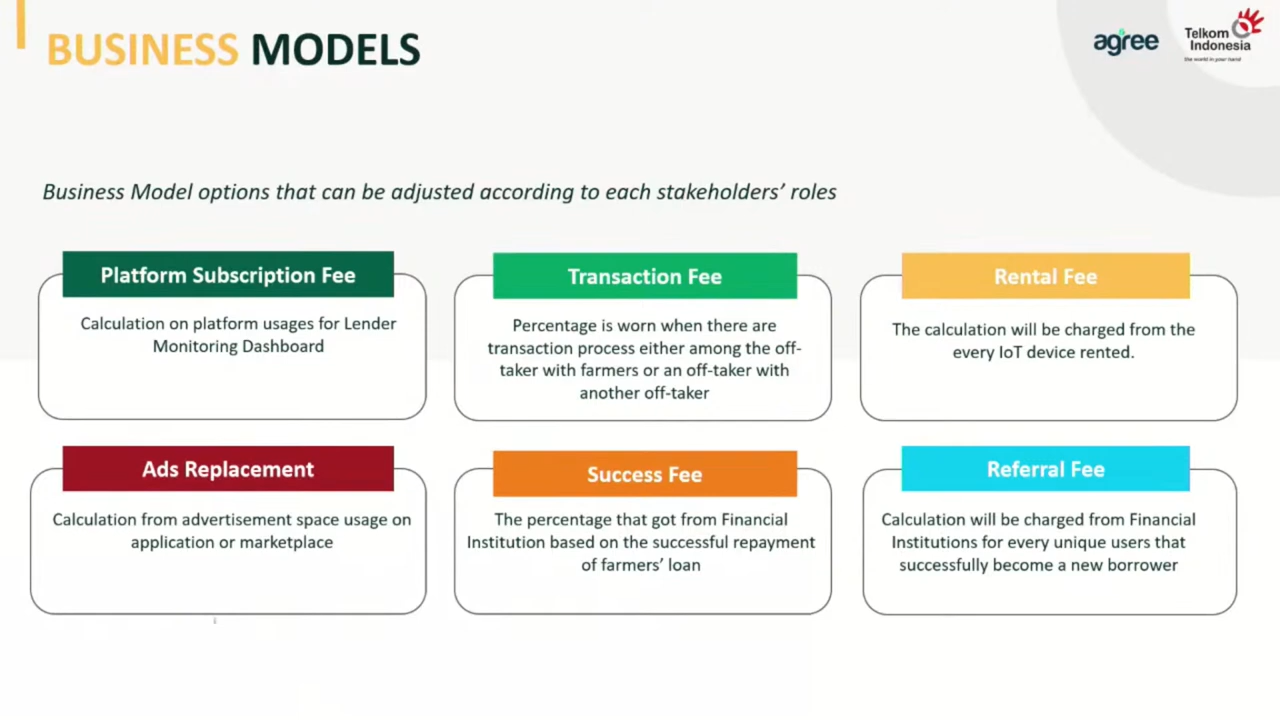 BUSINESS MODELS
agree
Telkom
Indonesia
the world in your hand
Business Model options that can be adjusted according to each stakeholders’ roles
Platform Subscription Fee
Calculation on platform usages for Lender
Monitoring Dashboard
Transaction Fee
Percentage is worn when there are
transaction process either among the off-
taker with farmers or an off-taker with
another off-taker
Rental Fee
The calculation will be charged from the
every IoT device rented.
Ads Replacement
Calculation from advertisement space usage on
application or marketplace
Success Fee
The percentage that got from Financial
Institution based on the successful repayment
of farmers’ loan
Referral Fee
Calculation will be charged from Financial
Institutions for every unique users that
successfully become a new borrower